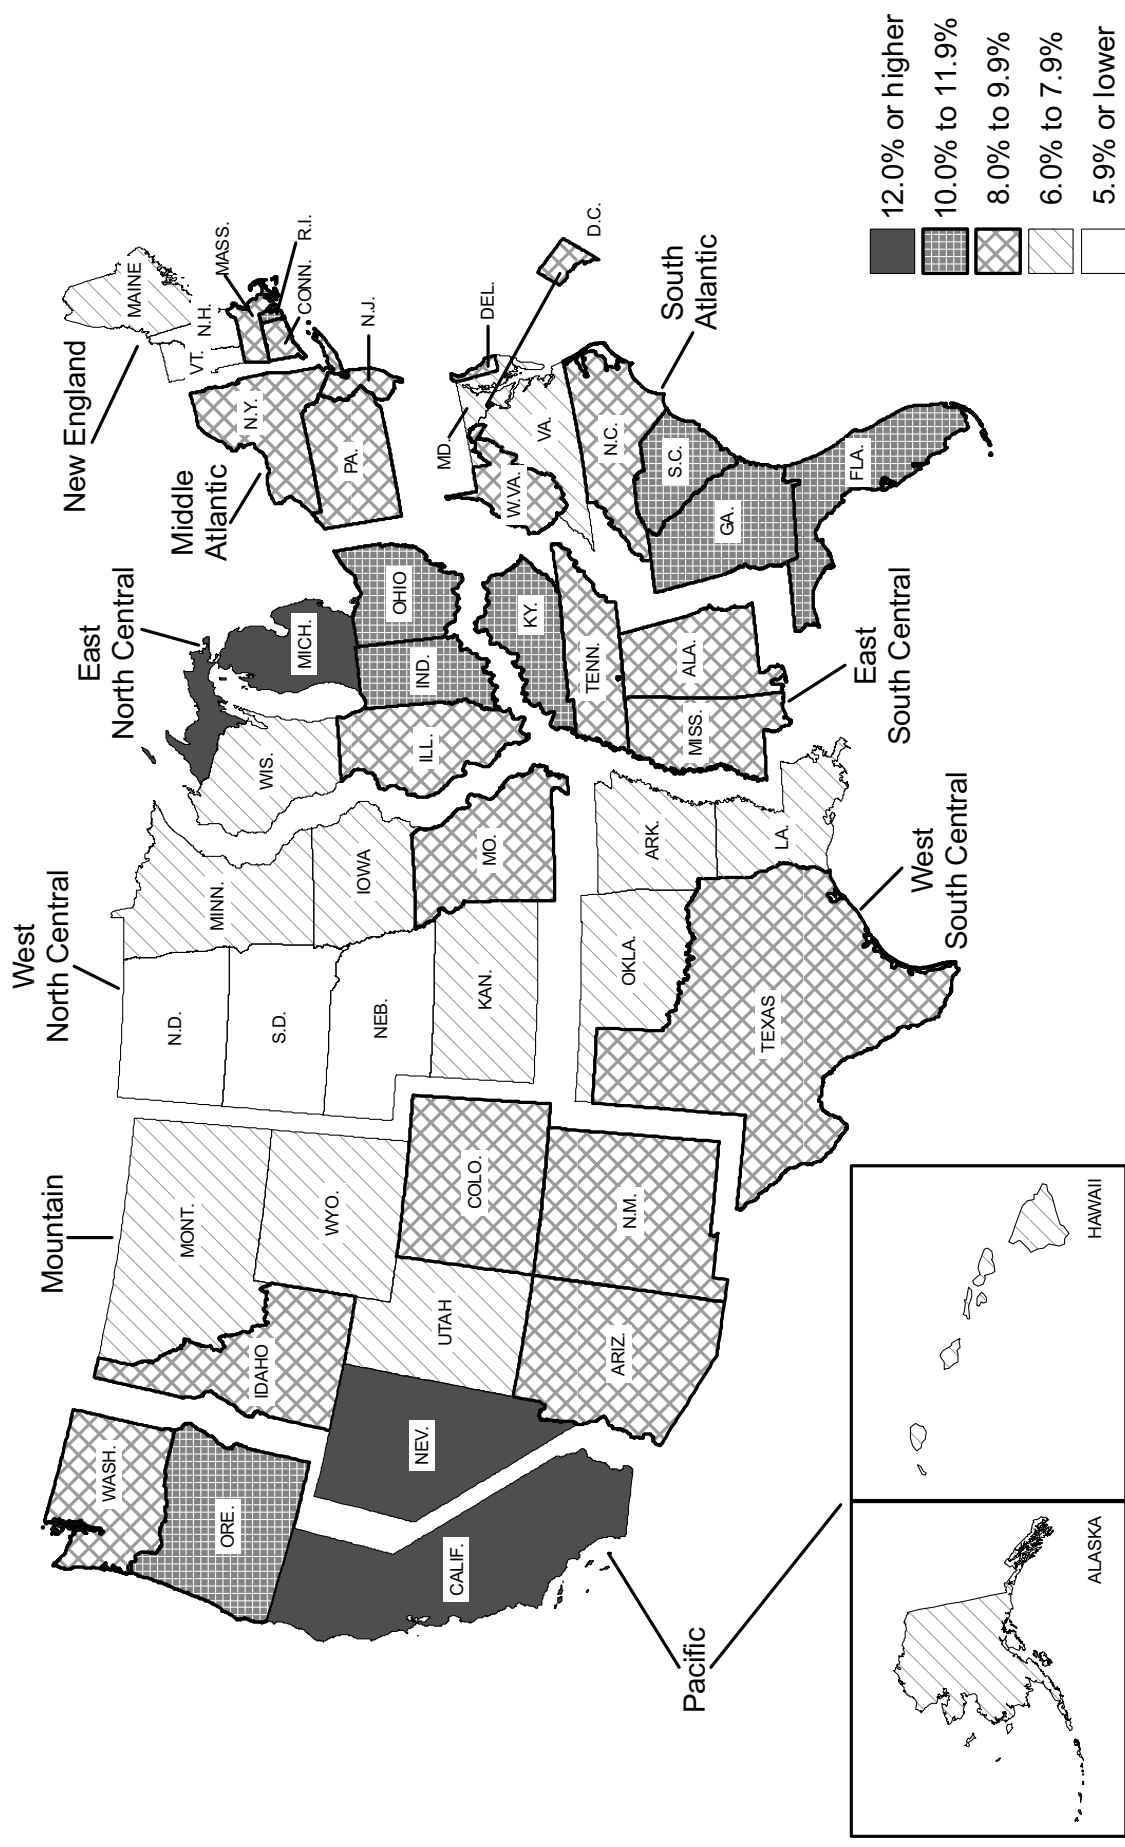 New England
Middle
Atlantic
East
North Central
West
North Central
Mountain
Pacific
South
Atlantic
East
South Central
West
South Central
WASH.
ORE.
CALIF.
NEV.
IDAHO
MONT.
WYO.
UTAH
COLO.
ARIZ.
N.M.
N.D.
S.D.
NEB.
KAN.
MINN.
IOWA
MO.
OKLA.
ARK.
TEXAS
LA.
WIS.
MICH.
ILL.
IND.
OHIO
KY.
TENN.
MISS.
ALA.
N.Y.
PA.
N.J.
MAINE
VT.
N.H.
MASS.
CONN.
R.I.
MD.
DEL.
D.C.
W.VA.
VA.
N.C.
S.C.
GA.
FLA.
ALASKA
HAWAII
12.0% or higher
10.0% to 11.9%
8.0% to 9.9%
6.0% to 7.9%
5.9% or lower